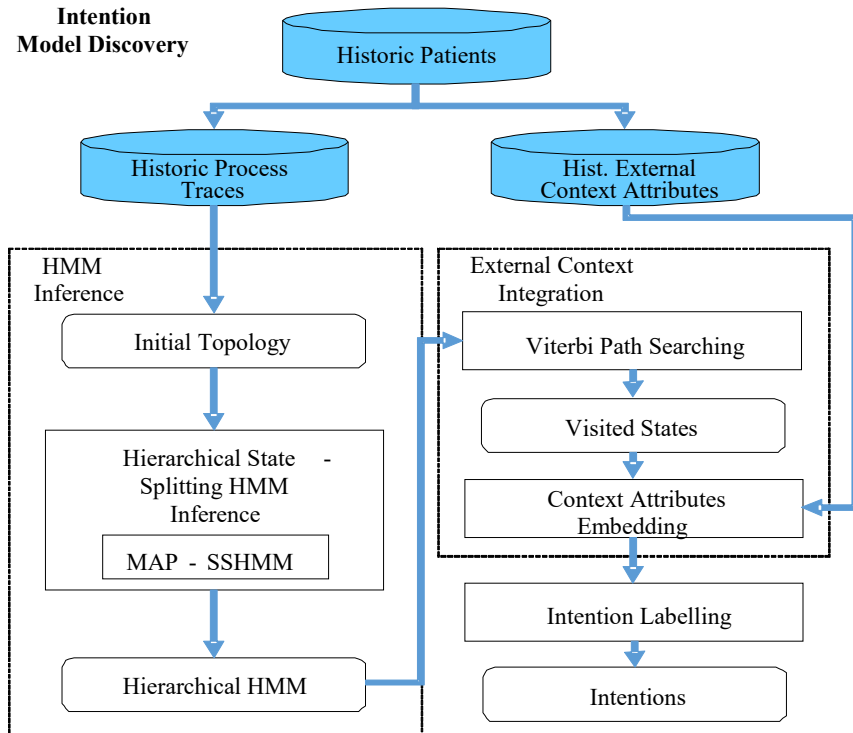 Intention
Model Discovery
Historic Patients
Historic Process
Traces
Hist. External
Context Attributes
HMM
Inference
Initial Topology
Hierarchical State -
Splitting HMM
Inference
MAP - SSHMM
Hierarchical HMM
External Context
Integration
Viterbi Path Searching
Visited States
Context Attributes
Embedding
Intention Labelling
Intentions